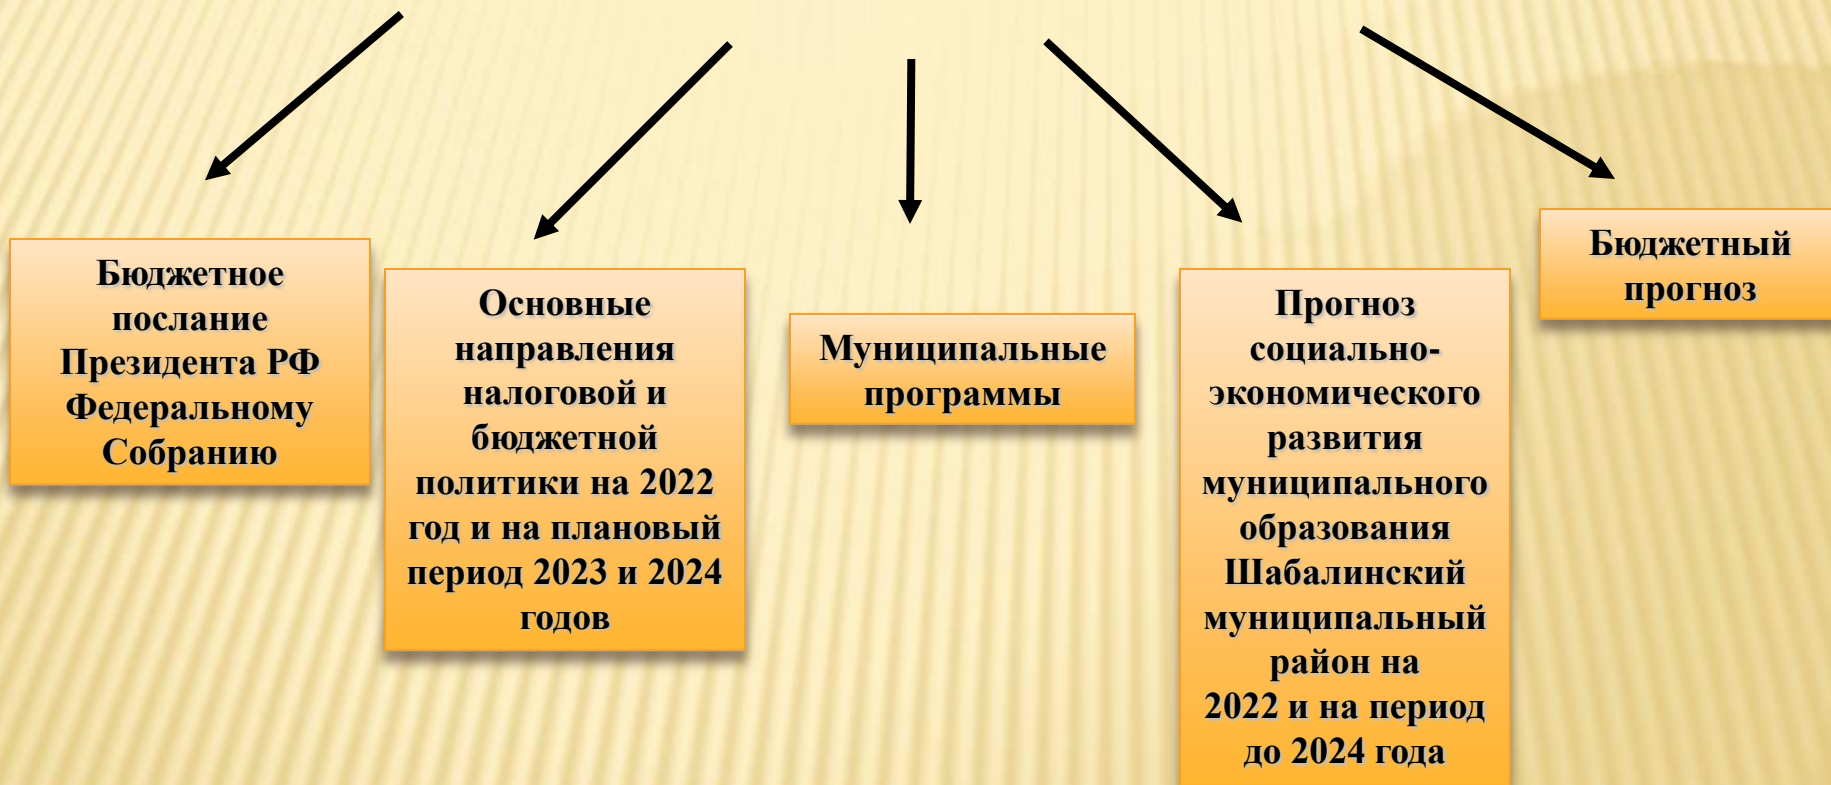 Бюджетное
послание
Президента РФ
Федеральному
Собранию
Основные
направления
налоговой и
бюджетной
политики на 2022
год и на плановый
период 2023 и 2024
годов
Муниципальные
программы
Прогноз
социально-
экономического
развития
муниципального
образования
Шабалинский
муниципальный
район на
2022 и на период
до 2024 года
Бюджетный
прогноз